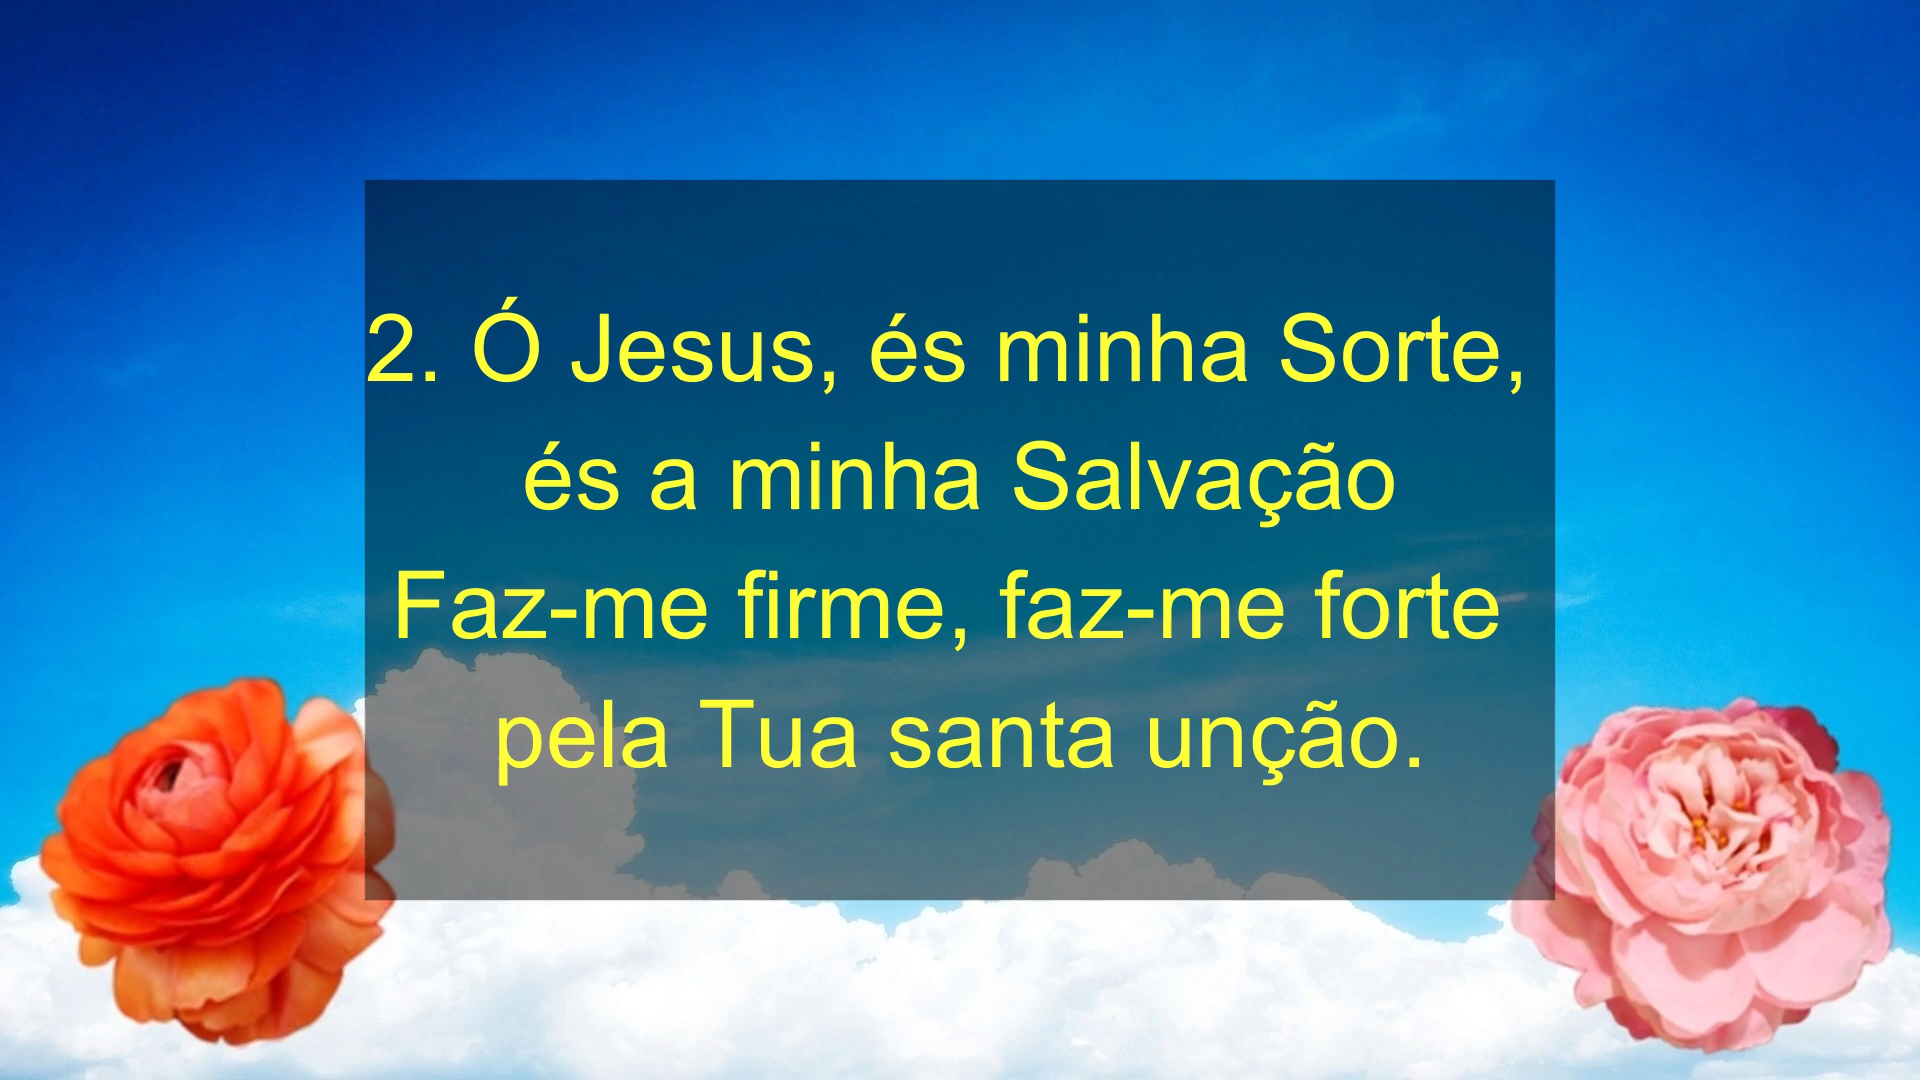 2. Ó Jesus, és minha Sorte,
és a minha Salvação
Faz-me firme, faz-me forte
pela Tua santa unção.